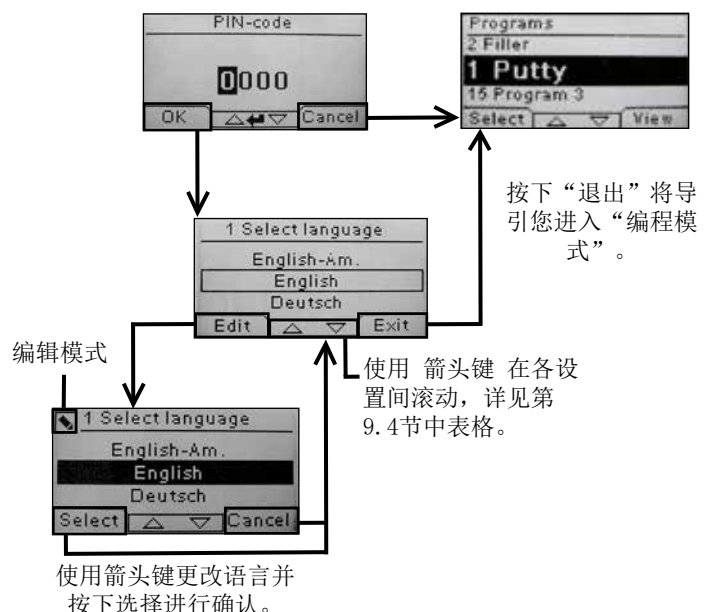 PIN-code
0000
OK
Cancel
Programs
2 Filler
1 Putty
15 Program 3
Select
View
按下“退出”将导
引您进入“编程模
式”。
1 Select language
English-Am.
English
Deutsch
Edit
Exit
编辑模式
使用 箭头键 在各设
置间滚动，详见第
9.4节中表格。
1 Select language
English-Am.
English
Deutsch
Select
Cancel
使用箭头键更改语言并
按下选择进行确认。